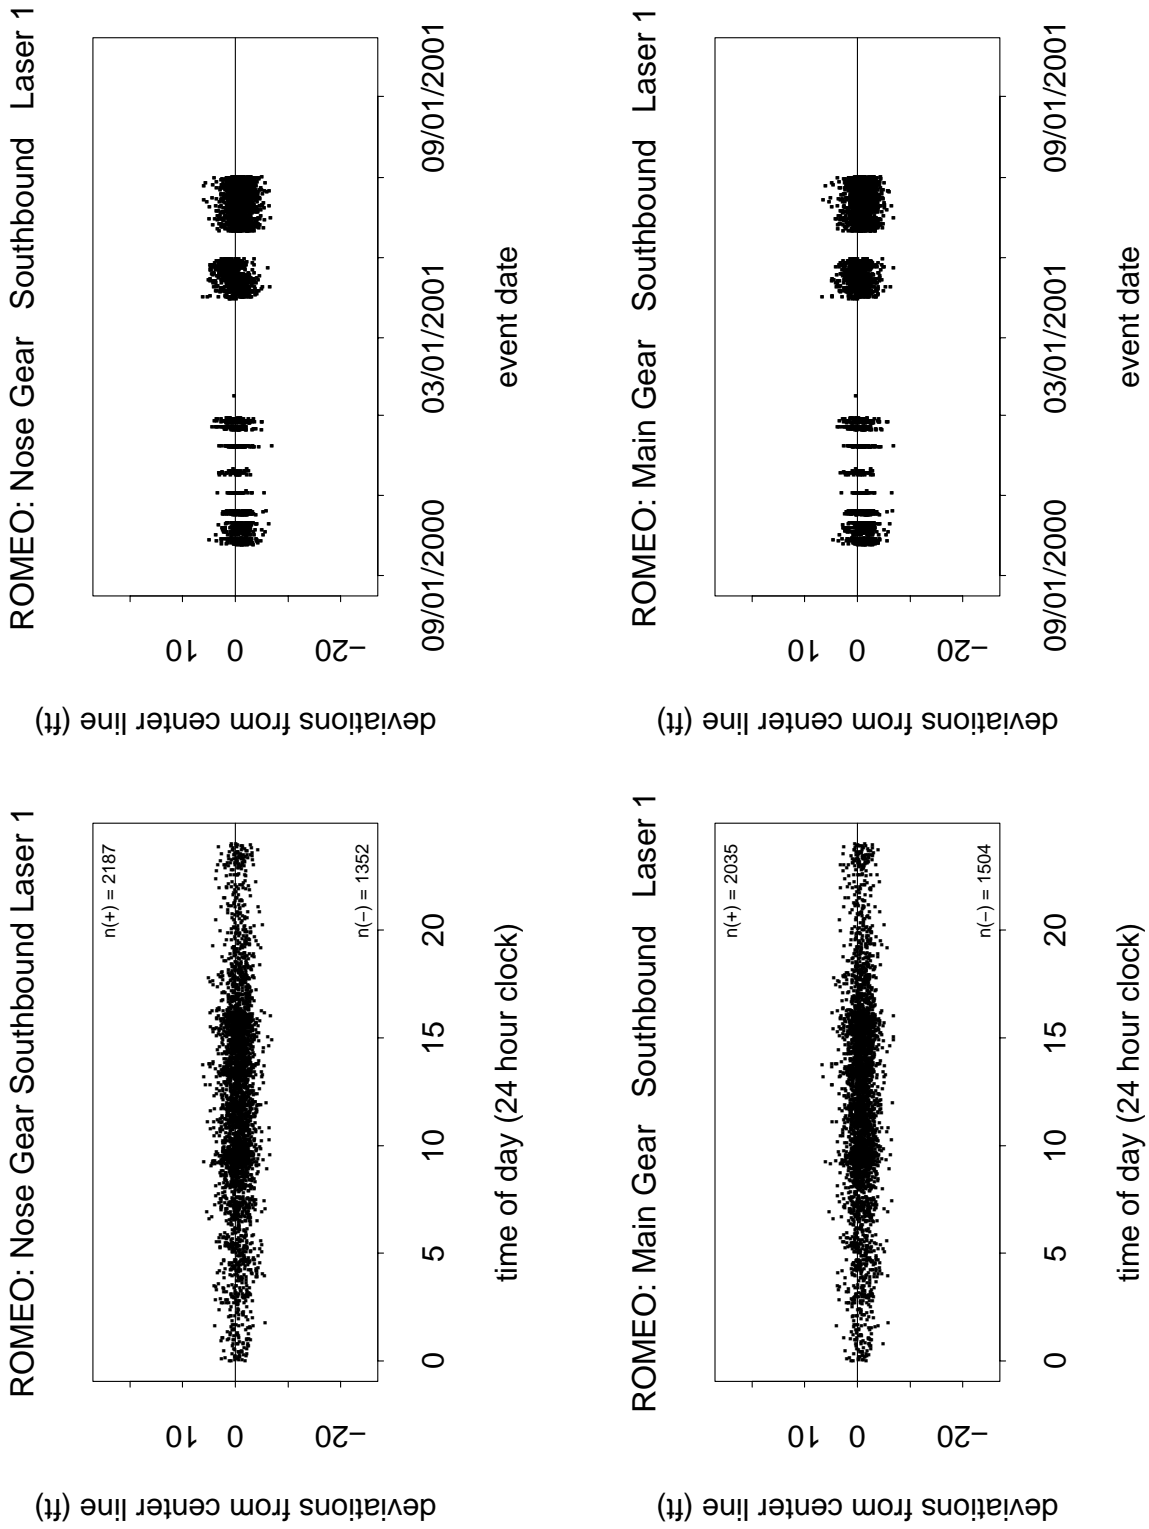 ROMEO: Nose Gear Southbound Laser 1
n(+) = 2187
n(−) = 1352
10
0
−20
deviations from center line (ft)
0 5 10 15 20
time of day (24 hour clock)
ROMEO: Nose Gear Southbound Laser 1
10
0
−20
deviations from center line (ft)
09/01/2000 03/01/2001 09/01/2001
event date
ROMEO: Main Gear Southbound Laser 1
n(+) = 2035
n(−) = 1504
10
0
−20
deviations from center line (ft)
0 5 10 15 20
time of day (24 hour clock)
ROMEO: Main Gear Southbound Laser 1
10
0
−20
deviations from center line (ft)
09/01/2000 03/01/2001 09/01/2001
event date